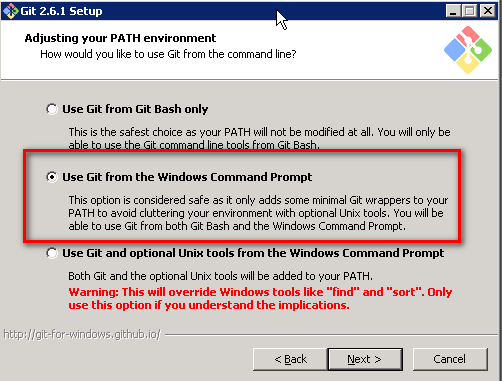 Git 2.6.1 Setup
Adjusting your PATH environment
How would you like to use Git from the command line?
Use Git from Git Bash only
This is the safest choice as your PATH will not be modified at all. You will only be
able to use the Git command line tools from Git Bash.
Use Git from the Windows Command Prompt
This option is considered safe as it only adds some minimal Git wrappers to your
PATH to avoid cluttering your environment with optional Unix tools. You will be
able to use Git from both Git Bash and the Windows Command Prompt.
Use Git and optional Unix tools from the Windows Command Prompt
Both Git and the optional Unix tools will be added to your PATH.
Warning: This will override Windows tools like "find" and "sort". Only
use this option if you understand the implications.
http://git-for-windows.github.io/
< Back Next > Cancel